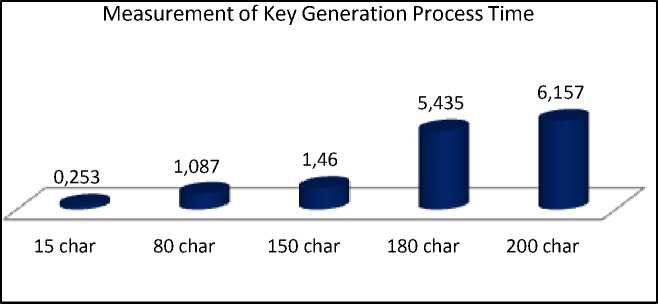 Measurement of Key Generation Process Time
0,253
1,087
1,46
5,435
6,157
15 char
80 char
150 char
180 char
200 char